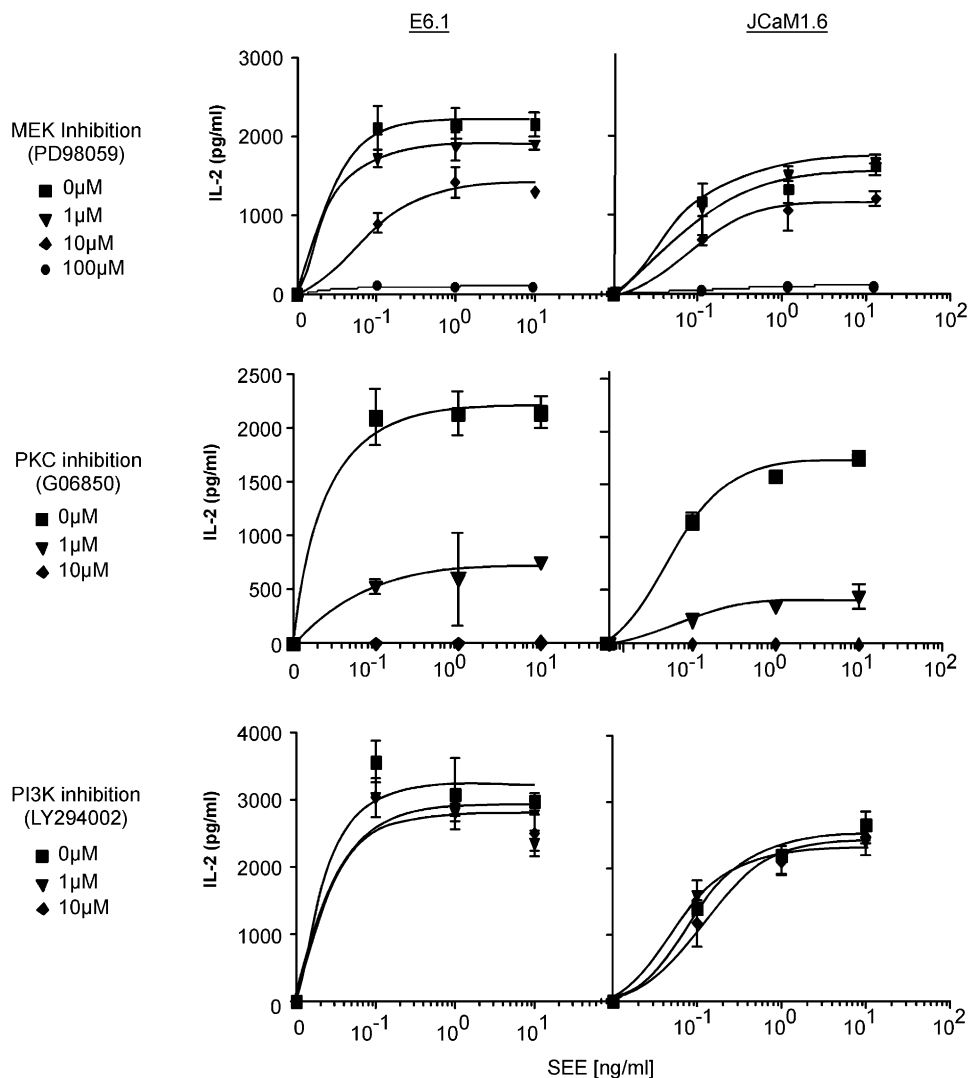 E6.1 JCaM1.6
MEK Inhibition
(PD98059)
0µM
1µM
10µM
100µM
IL-2 (pg/ml)
3000
2000
1000
0
0 10⁻¹ 10⁰ 10¹
10⁻¹ 10⁰ 10¹ 10²
PKC inhibition
(G06850)
0µM
1µM
10µM
IL-2 (pg/ml)
2500
2000
1500
1000
500
0
0 10⁻¹ 10⁰ 10¹
10⁻¹ 10⁰ 10¹ 10²
PI3K inhibition
(LY294002)
0µM
1µM
10µM
IL-2 (pg/ml)
4000
3000
2000
1000
0
0 10⁻¹ 10⁰ 10¹
10⁻¹ 10⁰ 10¹ 10²
SEE [ng/ml]